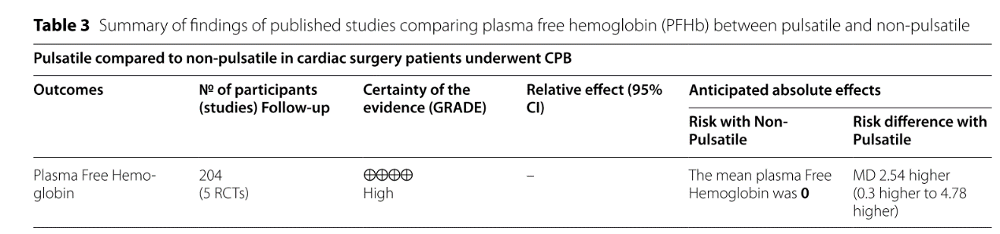 Table 3 Summary of findings of published studies comparing plasma free hemoglobin (PFHb) between pulsatile and non-pulsatile
Pulsatile compared to non-pulsatile in cardiac surgery patients underwent CPB
Outcomes
№ of participants
(studies) Follow-up
Certainty of the
evidence (GRADE)
Relative effect (95%
CI)
Anticipated absolute effects
Risk with Non-
Pulsatile
Risk difference with
Pulsatile
Plasma Free Hemo-
globin
204
(5 RCTs)
⨁⨁⨁⨁
High
–
The mean plasma Free
Hemoglobin was 0
MD 2.54 higher
(0.3 higher to 4.78
higher)